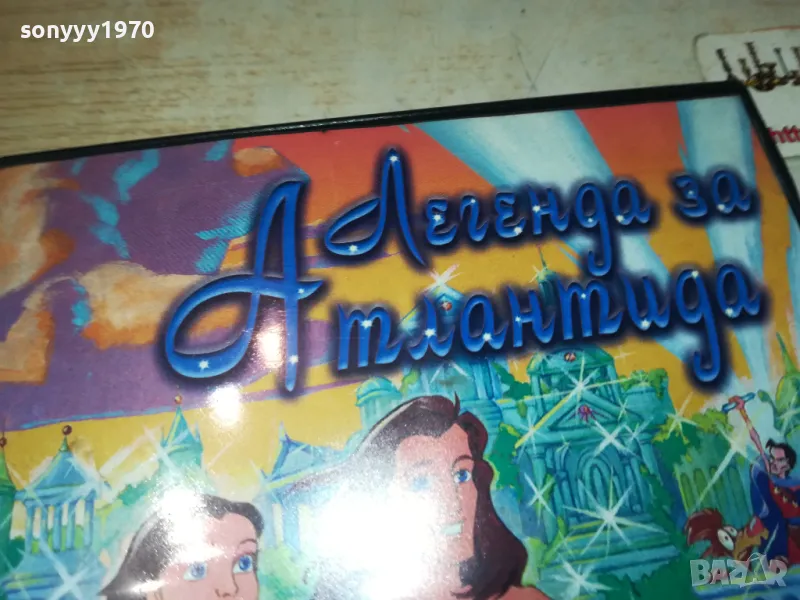 sonyyy1970
Легенда за
Атлантида
BAZAR